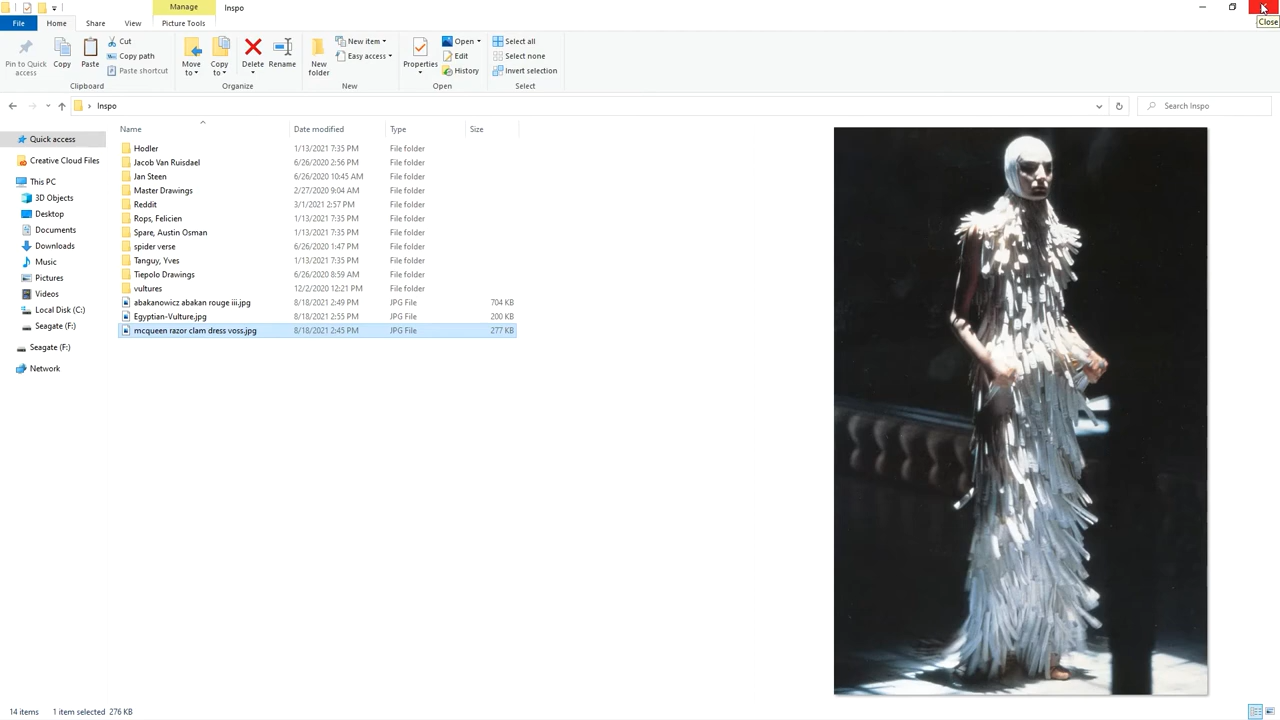 Manage
Inspo
Close
File
Home
Share
View
Picture Tools
Pin to Quick access
Copy
Paste
Cut
Copy path
Paste shortcut
Clipboard
Move to
Copy to
Delete
Rename
Organize
New folder
New item
Easy access
New
Properties
Open
Edit
History
Open
Select all
Select none
Invert selection
Select
Inspo
Search Inspo
Name Date modified Type Size
Quick access
Creative Cloud Files
This PC
3D Objects
Desktop
Documents
Downloads
Music
Pictures
Videos
Local Disk (C:)
Seagate (F:)
Seagate (F:)
Network
Hodler 1/13/2021 7:35 PM File folder
Jacob Van Ruisdael 6/26/2020 2:56 PM File folder
Jan Steen 6/26/2020 10:45 AM File folder
Master Drawings 2/27/2020 9:04 AM File folder
Reddit 3/1/2021 2:57 PM File folder
Rops, Felicien 1/13/2021 7:35 PM File folder
Spare, Austin Osman 1/13/2021 7:35 PM File folder
spider verse 6/26/2020 1:47 PM File folder
Tanguy, Yves 1/13/2021 7:35 PM File folder
Tiepolo Drawings 6/26/2020 8:59 AM File folder
vultures 12/2/2020 12:21 PM File folder
abakanowicz abakan rouge iii.jpg 8/18/2021 2:49 PM JPG File 704 KB
Egyptian-Vulture.jpg 8/18/2021 2:55 PM JPG File 200 KB
mcqueen razor clam dress voss.jpg 8/18/2021 2:45 PM JPG File 277 KB
14 items 1 item selected 276 KB